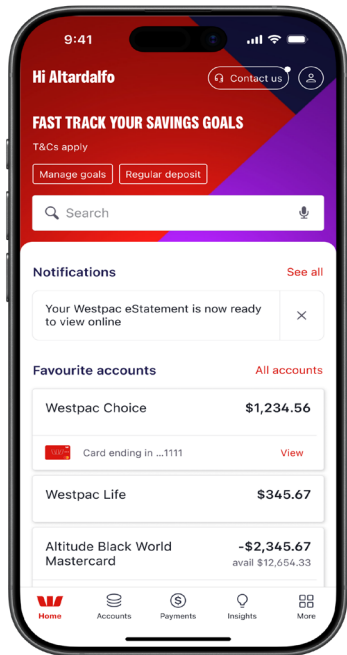 9:41
Hi Altardalfo
Contact us
FAST TRACK YOUR SAVINGS GOALS
T&Cs apply
Manage goals
Regular deposit
Search
Notifications
See all
Your Westpac eStatement is now ready
to view online
Favourite accounts
All accounts
Westpac Choice
$1,234.56
Card ending in ...1111
View
Westpac Life
$345.67
Altitude Black World
Mastercard
-$2,345.67
avail $12,654.33
Home
Accounts
Payments
Insights
More